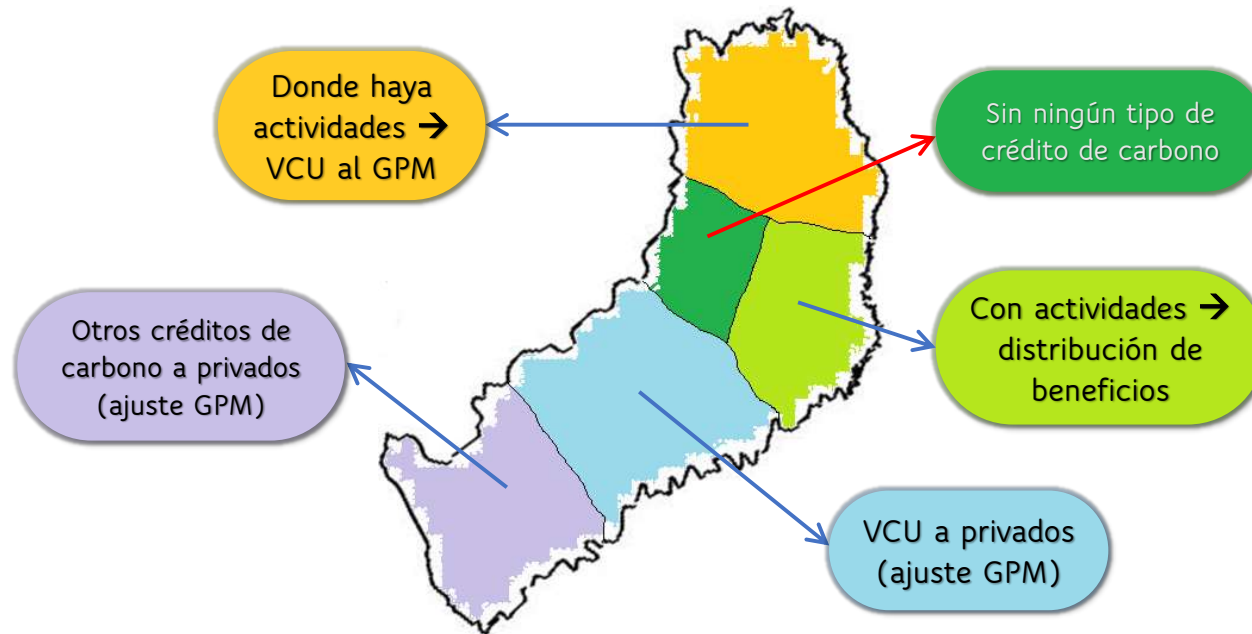 Donde haya
actividades →
VCU al GPM
Sin ningún tipo de
crédito de carbono
Otros créditos de
carbono a privados
(ajuste GPM)
Con actividades →
distribución de
beneficios
VCU a privados
(ajuste GPM)